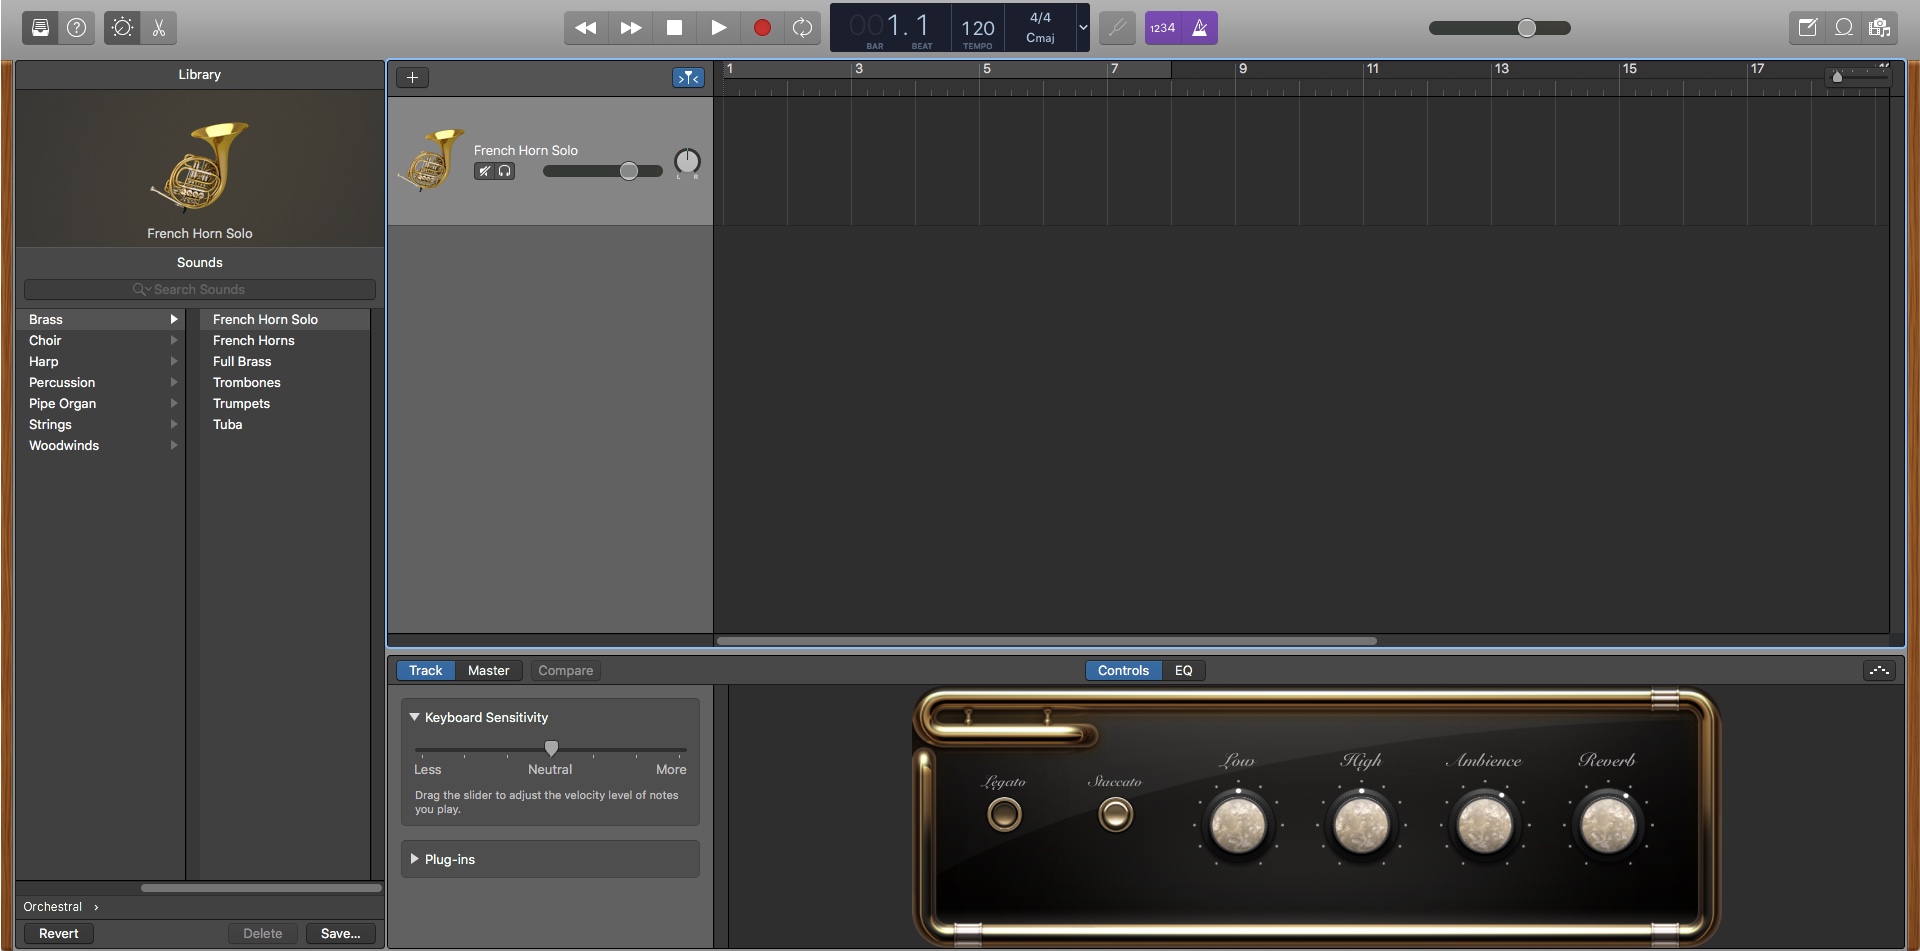 001.1
BAR BEAT
120
TEMPO
4/4
Cmaj
1234
Library
French Horn Solo
Sounds
Search Sounds
Brass
Choir
Harp
Percussion
Pipe Organ
Strings
Woodwinds
French Horn Solo
French Horns
Full Brass
Trombones
Trumpets
Tuba
Orchestral
Revert
Delete
Save...
1 3 5 7 9 11 13 15 17
French Horn Solo
L R
Track
Master
Compare
Controls
EQ
Keyboard Sensitivity
Less Neutral More
Drag the slider to adjust the velocity level of notes
you play.
Plug-ins
Legato
Staccato
Low
High
Ambience
Reverb